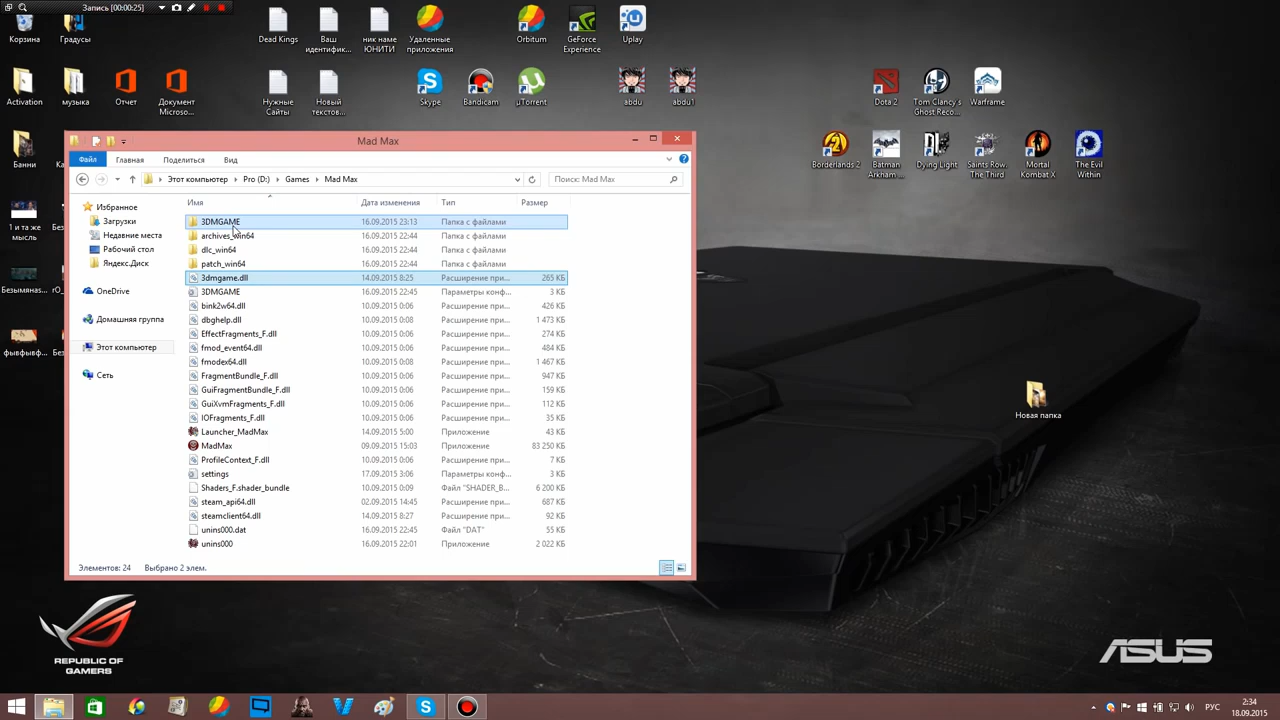 Запись [00:00:25]
Корзина
Градусы
Dead Kings
Ваш идентифик...
ник наме ЮНИТИ
Удаленные приложения
Orbitum
GeForce Experience
Uplay
Activation
музыка
Отчет
Документ Microso...
Нужные Сайты
Новый текстов...
Skype
Bandicam
µTorrent
abdu
abdu1
Dota 2
Tom Clancy's Ghost Reco...
Warframe
Банни
Borderlands 2
Batman Arkham ...
Dying Light
Saints Row. The Third
Mortal Kombat X
The Evil Within
1 и та же мысль
Безымянн
фывфывф...
Новая папка
Mad Max
Файл
Главная
Поделиться
Вид
Этот компьютер
Pro (D:)
Games
Mad Max
Поиск: Mad Max
Имя
Дата изменения
Тип
Размер
Избранное
Загрузки
Недавние места
Рабочий стол
Яндекс.Диск
OneDrive
Домашняя группа
Этот компьютер
Сеть
3DMGAME 16.09.2015 23:13 Папка с файлами
archives_win64 16.09.2015 22:44 Папка с файлами
dlc_win64 16.09.2015 22:44 Папка с файлами
patch_win64 16.09.2015 22:44 Папка с файлами
3dmgame.dll 14.09.2015 8:25 Расширение при... 265 КБ
3DMGAME 16.09.2015 22:45 Параметры конф... 3 КБ
bink2w64.dll 10.09.2015 0:06 Расширение при... 426 КБ
dbghelp.dll 10.09.2015 0:08 Расширение при... 1 473 КБ
EffectFragments_F.dll 10.09.2015 0:06 Расширение при... 274 КБ
fmod_event64.dll 10.09.2015 0:06 Расширение при... 484 КБ
fmodex64.dll 10.09.2015 0:08 Расширение при... 1 467 КБ
FragmentBundle_F.dll 10.09.2015 0:06 Расширение при... 947 КБ
GuiFragmentBundle_F.dll 10.09.2015 0:06 Расширение при... 159 КБ
GuiXvmFragments_F.dll 10.09.2015 0:06 Расширение при... 112 КБ
IOFragments_F.dll 10.09.2015 0:06 Расширение при... 35 КБ
Launcher_MadMax 14.09.2015 5:00 Приложение 43 КБ
MadMax 09.09.2015 15:03 Приложение 83 250 КБ
ProfileContext_F.dll 10.09.2015 0:06 Расширение при... 7 КБ
settings 17.09.2015 3:06 Параметры конф... 1 КБ
Shaders_F.shader_bundle 10.09.2015 0:09 Файл "SHADER_B... 6 200 КБ
steam_api64.dll 02.09.2015 14:45 Расширение при... 687 КБ
steamclient64.dll 14.09.2015 8:27 Расширение при... 92 КБ
unins000.dat 16.09.2015 22:45 Файл "DAT" 55 КБ
unins000 16.09.2015 22:01 Приложение 2 022 КБ
Элементов: 24
Выбрано 2 элем.
REPUBLIC OF GAMERS
ASUS
РУС
2:34
18.09.2015